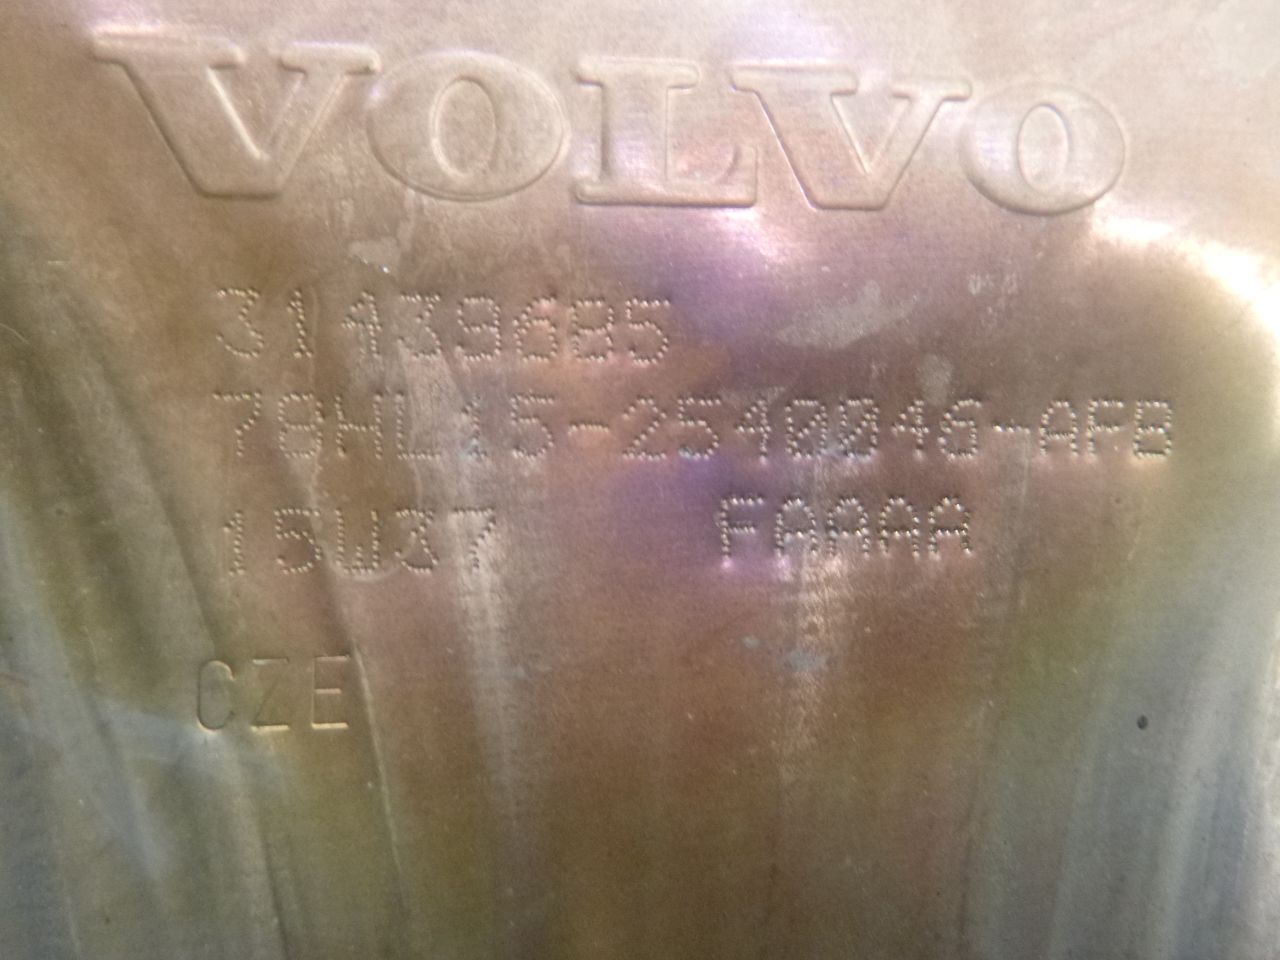 VOLVO
31439685
78HL15-2540046-AFB
15W37 FAAAA
CZE